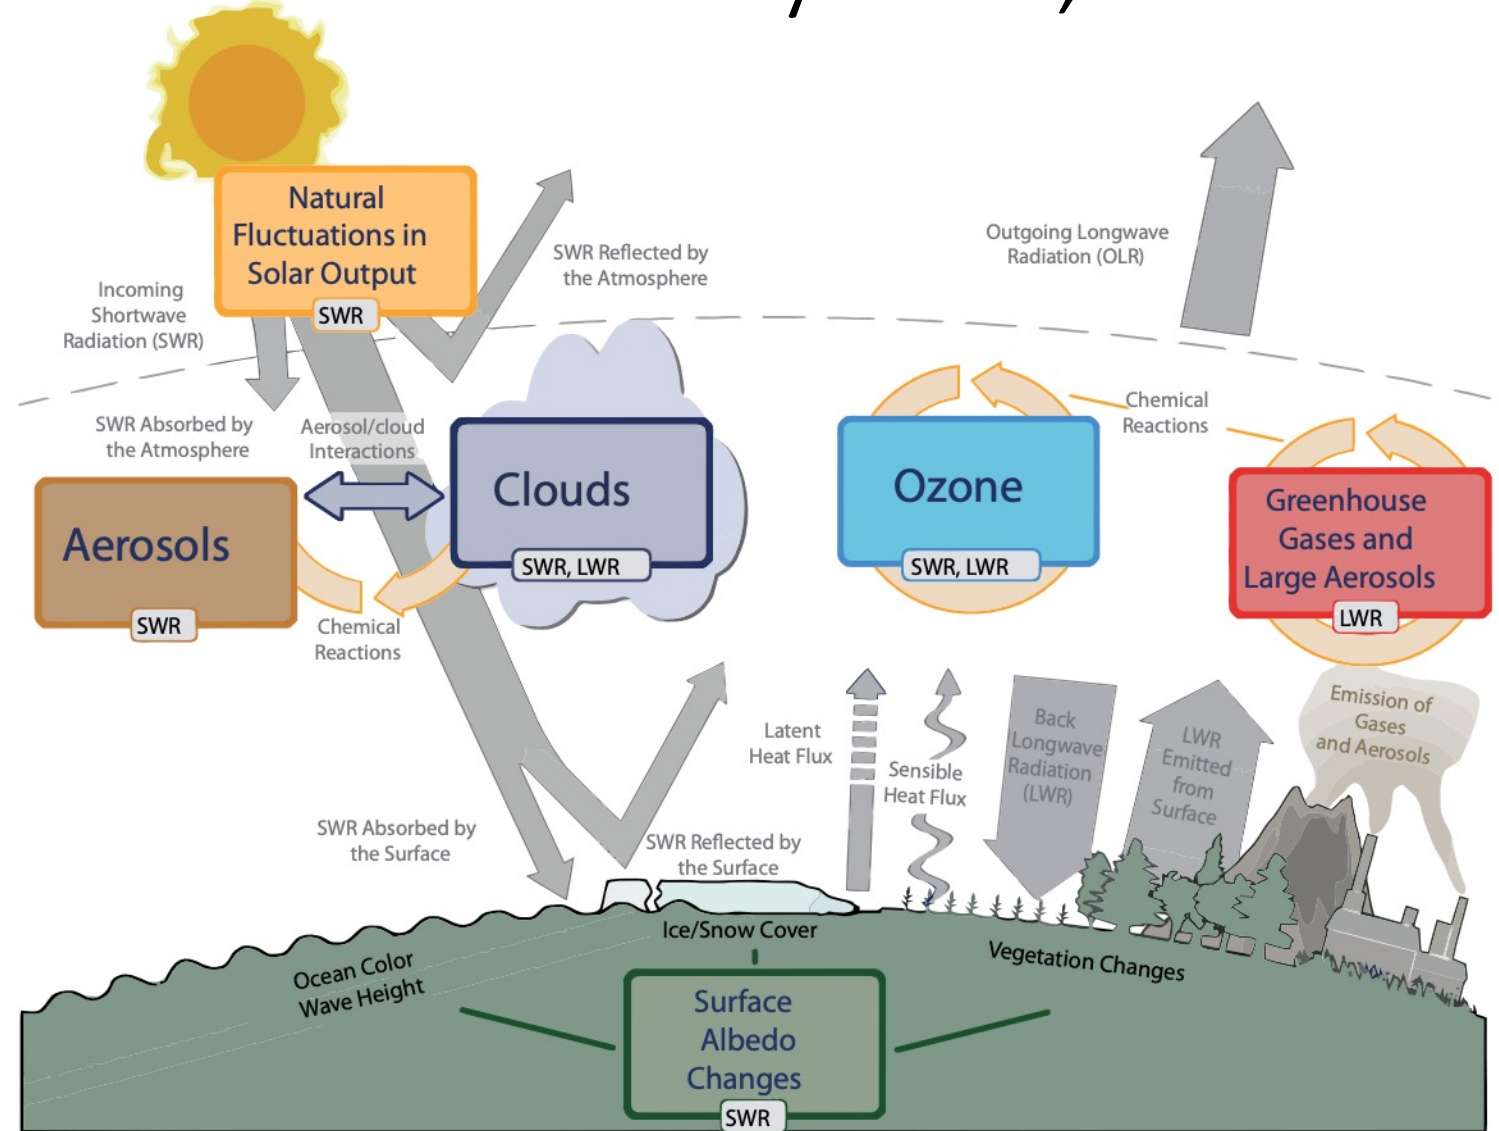 Natural
Fluctuations in
Solar Output
SWR
SWR Reflected by
the Atmosphere
Outgoing Longwave
Radiation (OLR)
Incoming
Shortwave
Radiation (SWR)
SWR Absorbed by
the Atmosphere
Aerosol/cloud
Interactions
Clouds
SWR, LWR
Ozone
SWR, LWR
Chemical
Reactions
Greenhouse
Gases and
Large Aerosols
LWR
Aerosols
SWR
Chemical
Reactions
Emission of
Gases
and Aerosols
Latent
Heat Flux
Sensible
Heat Flux
Back
Longwave
Radiation
(LWR)
LWR
Emitted
from
Surface
SWR Absorbed by
the Surface
SWR Reflected by
the Surface
Ice/Snow Cover
Ocean Color
Wave Height
Vegetation Changes
Surface
Albedo
Changes
SWR